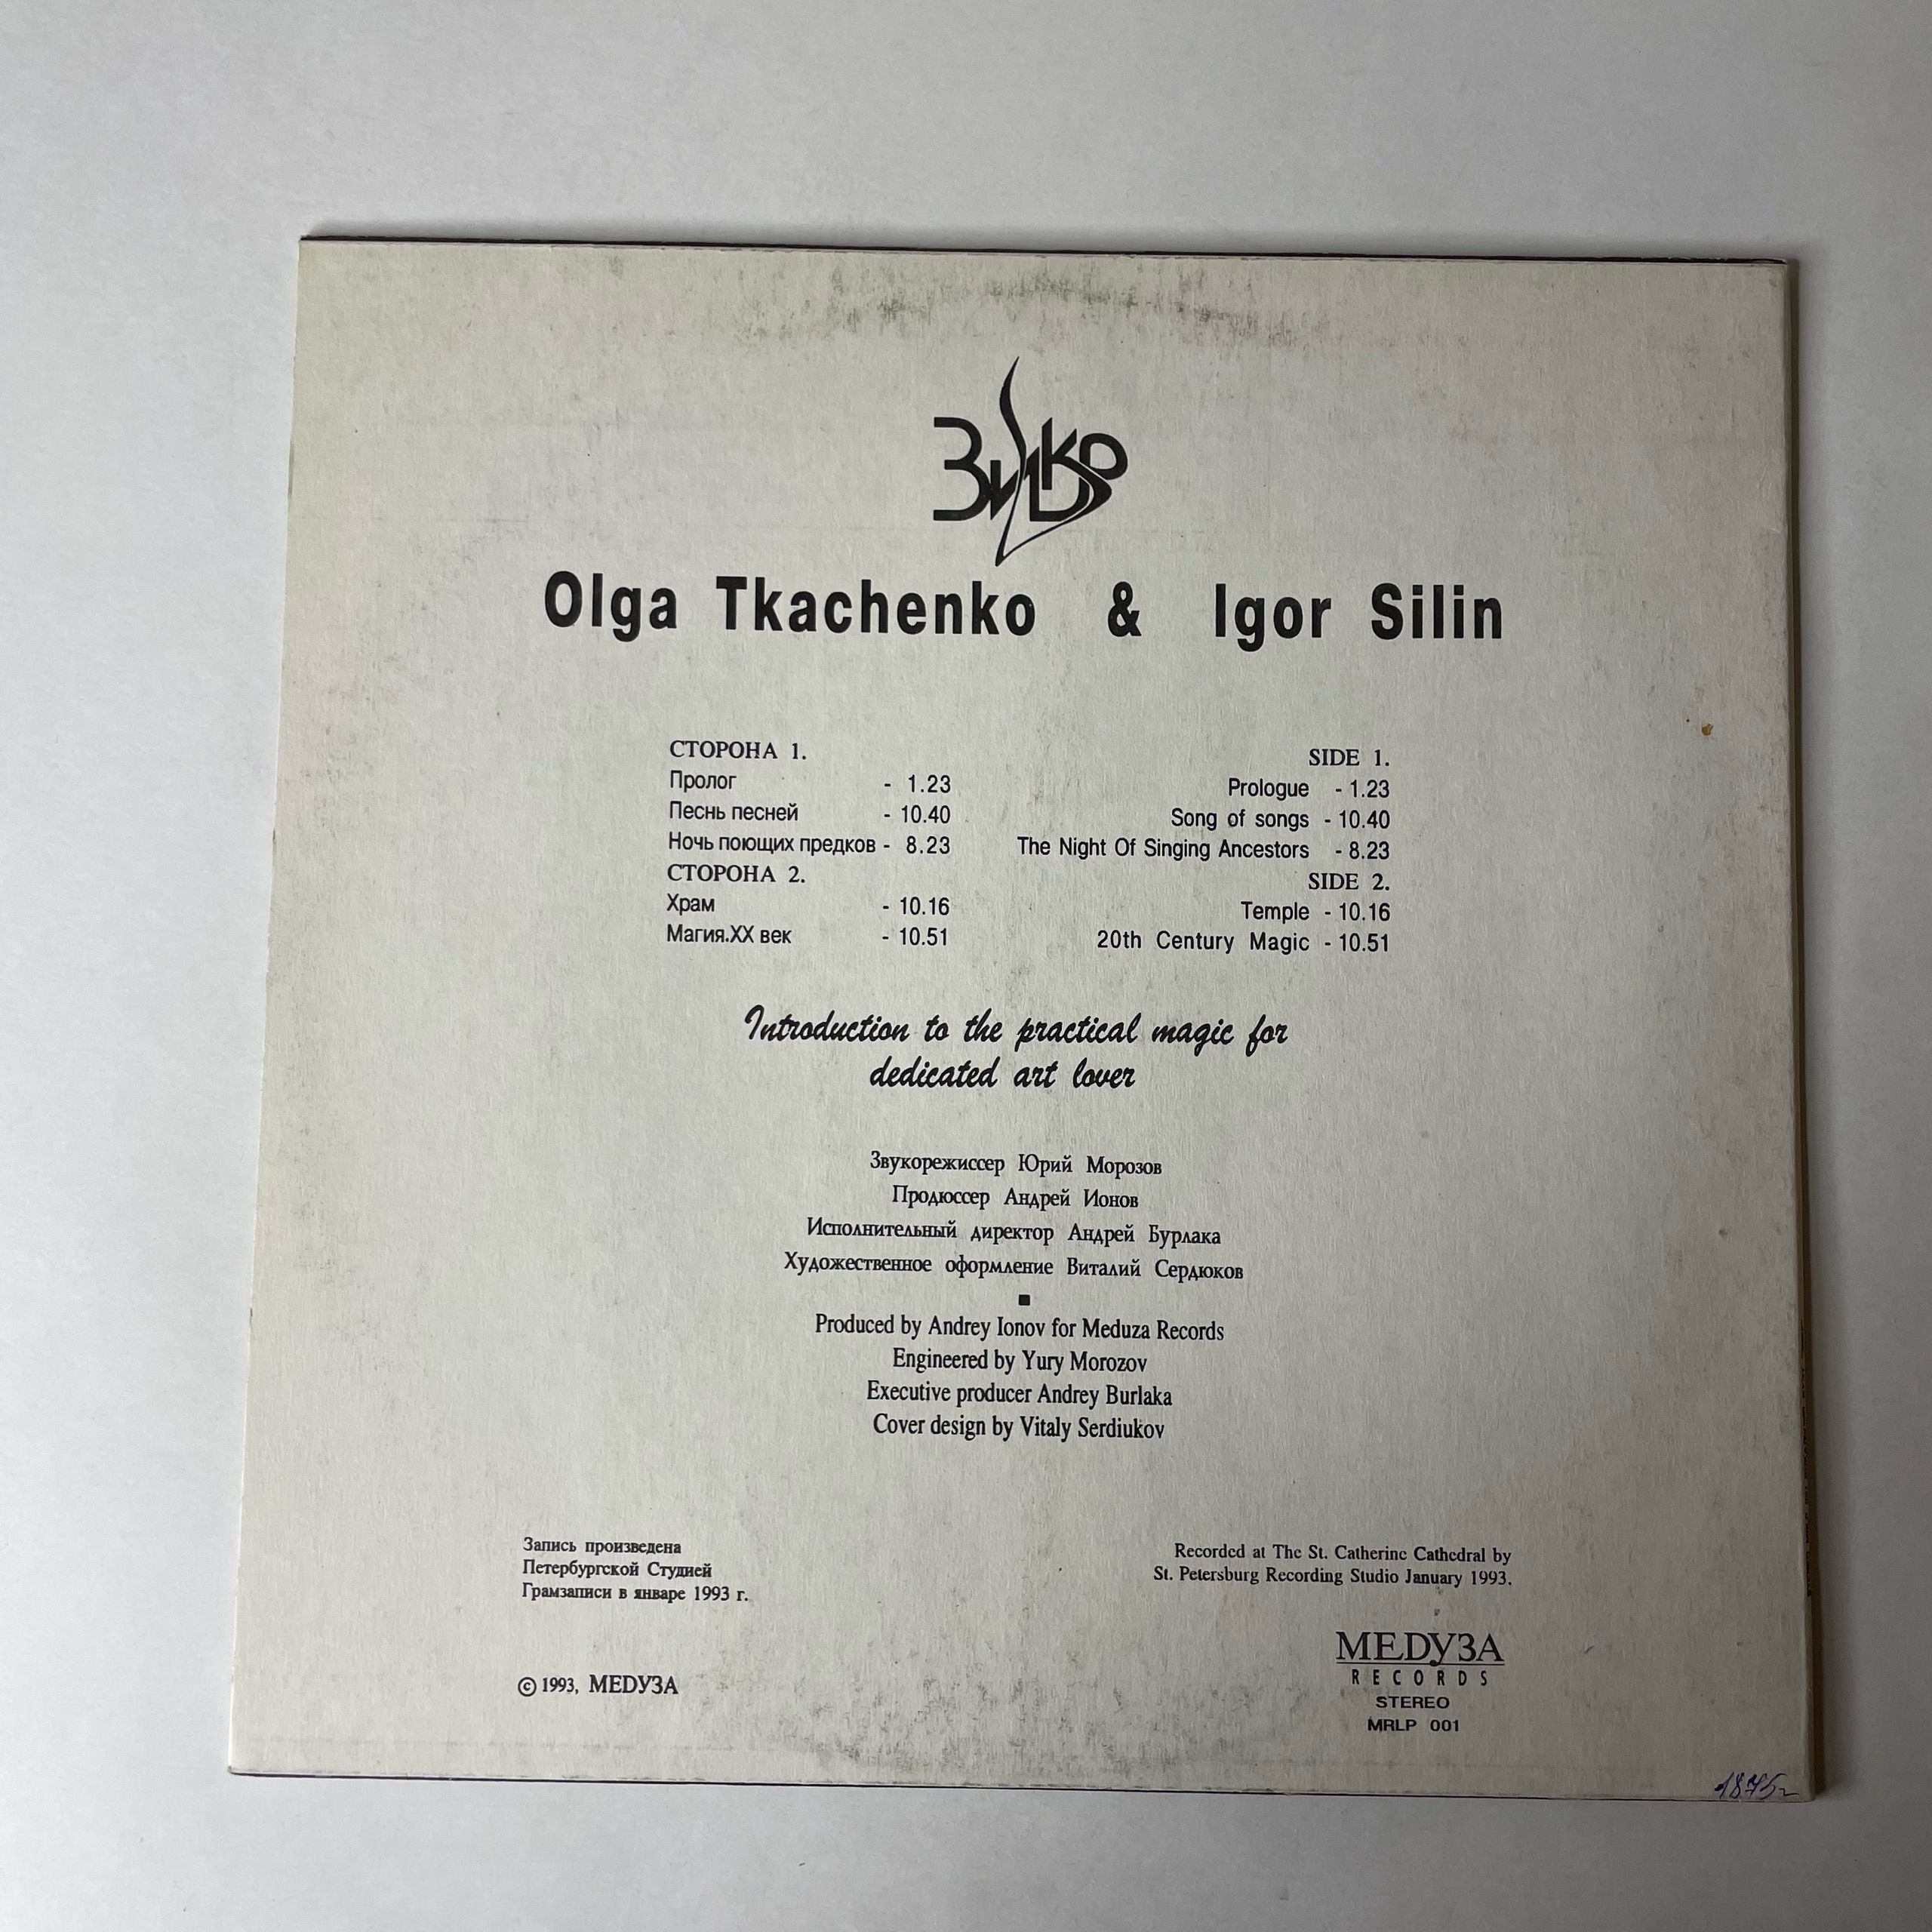 Olga Tkachenko & Igor Silin
СТОРОНА 1.
Пролог - 1.23
Песнь песней - 10.40
Ночь поющих предков - 8.23
СТОРОНА 2.
Храм - 10.16
Магия.XX век - 10.51
SIDE 1.
Prologue - 1.23
Song of songs - 10.40
The Night Of Singing Ancestors - 8.23
SIDE 2.
Temple - 10.16
20th Century Magic - 10.51
Introduction to the practical magic for
dedicated art lover
Звукорежиссер Юрий Морозов
Продюссер Андрей Ионов
Исполнительный директор Андрей Бурлака
Художественное оформление Виталий Сердюков
Produced by Andrey Ionov for Meduza Records
Engineered by Yury Morozov
Executive producer Andrey Burlaka
Cover design by Vitaly Serdiukov
Запись произведена
Петербургской Студией
Грамзаписи в январе 1993 г.
© 1993, МЕDУЗА
Recorded at The St. Catherine Cathedral by
St. Petersburg Recording Studio January 1993.
МЕDУЗА
RECORDS
STEREO
MRLP 001